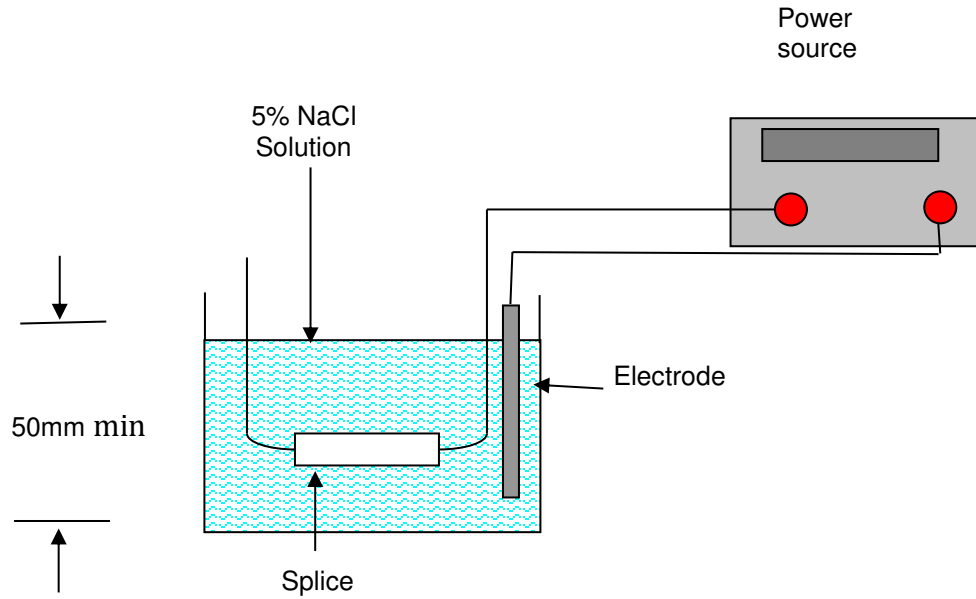 Power
source
5% NaCl
Solution
Electrode
50mm min
Splice